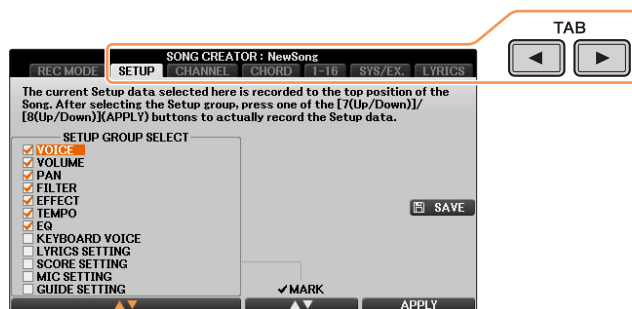 TAB
SONG CREATOR : NewSong
REC MODE SETUP CHANNEL CHORD 1-16 SYS/EX. LYRICS
The current Setup data selected here is recorded to the top position of the
Song. After selecting the Setup group, press one of the [7(Up/Down)]/
[8(Up/Down)](APPLY) buttons to actually record the Setup data.
SETUP GROUP SELECT
VOICE
VOLUME
PAN
FILTER
EFFECT
TEMPO
EQ
KEYBOARD VOICE
LYRICS SETTING
SCORE SETTING
MIC SETTING
GUIDE SETTING
SAVE
MARK
APPLY